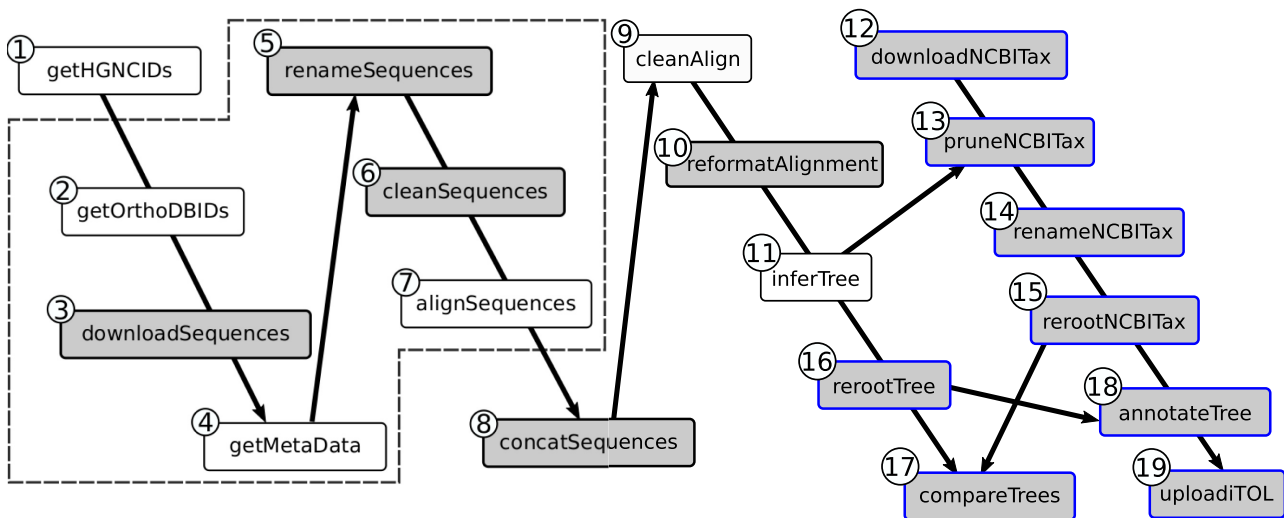 1
getHGNCIDs
2
getOrthoDBIDs
3
downloadSequences
4
getMetaData
5
renameSequences
6
cleanSequences
7
alignSequences
8
concatSequences
9
cleanAlign
10
reformatAlignment
11
inferTree
12
downloadNCBITax
13
pruneNCBITax
14
renameNCBITax
15
rerootNCBITax
16
rerootTree
17
compareTrees
18
annotateTree
19
uploadiTOL